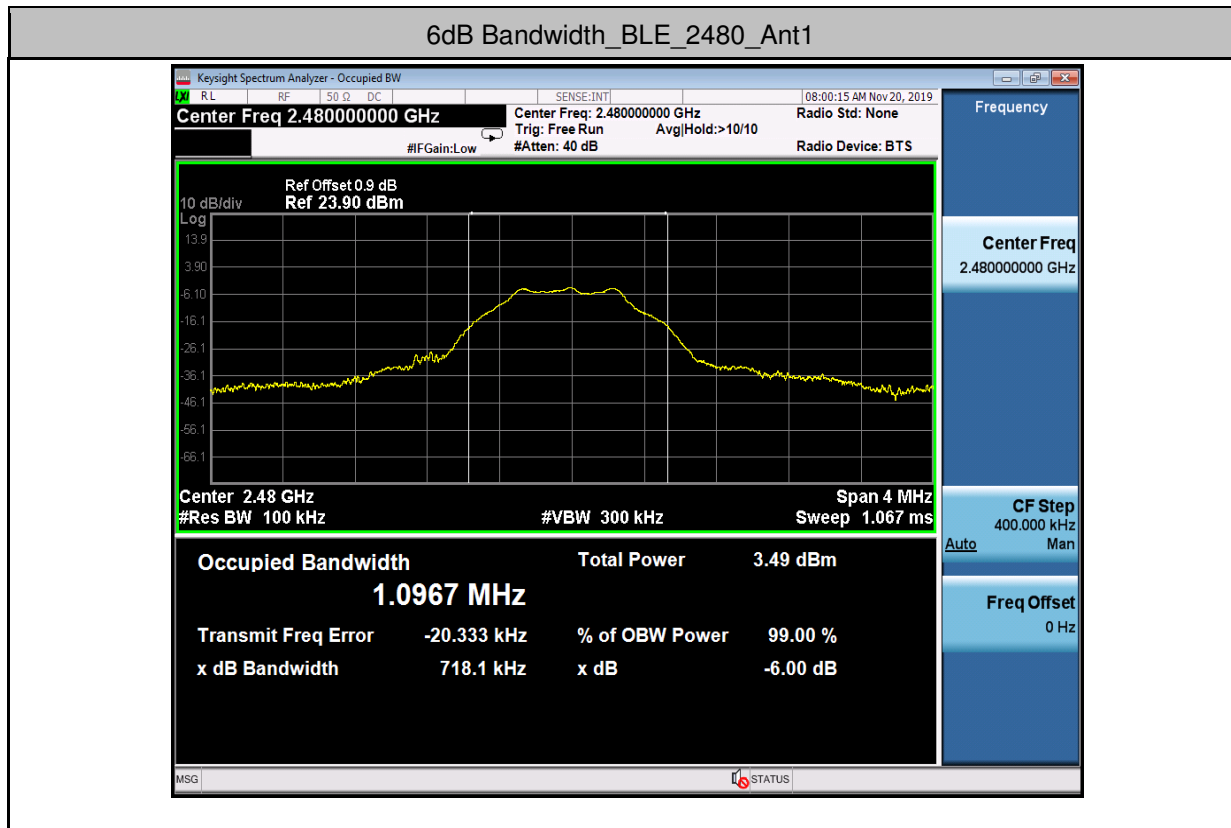 6dB Bandwidth_BLE_2480_Ant1
Keysight Spectrum Analyzer - Occupied BW
LXI RL RF 50 Ω DC SENSE:INT 08:00:15 AM Nov 20, 2019
Center Freq 2.480000000 GHz
Center Freq: 2.480000000 GHz
Radio Std: None
Trig: Free Run Avg|Hold:>10/10
#IFGain:Low
#Atten: 40 dB
Radio Device: BTS
Ref Offset 0.9 dB
10 dB/div Ref 23.90 dBm
Log
13.9
3.90
-6.10
-16.1
-26.1
-36.1
-46.1
-56.1
-66.1
Center 2.48 GHz Span 4 MHz
#Res BW 100 kHz #VBW 300 kHz Sweep 1.067 ms
Occupied Bandwidth Total Power 3.49 dBm
1.0967 MHz
Transmit Freq Error -20.333 kHz % of OBW Power 99.00 %
x dB Bandwidth 718.1 kHz x dB -6.00 dB
MSG STATUS
Frequency
Center Freq
2.480000000 GHz
CF Step
400.000 kHz
Auto Man
Freq Offset
0 Hz